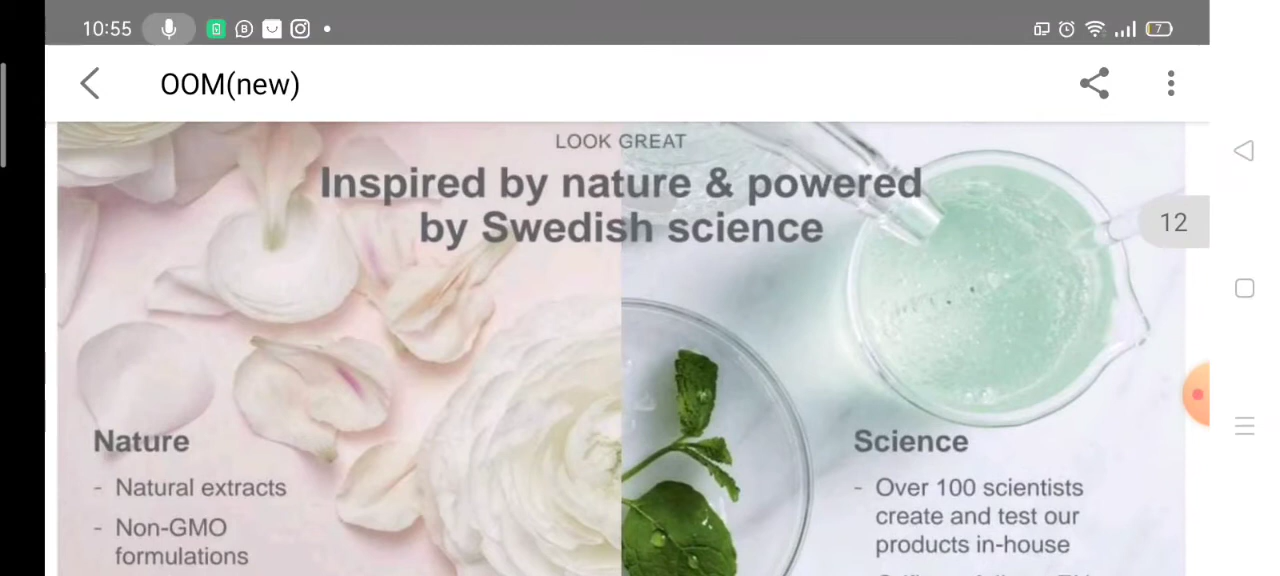 10:55
7
OOM(new)
LOOK GREAT
Inspired by nature & powered
by Swedish science
12
Nature
- Natural extracts
- Non-GMO
formulations
Science
- Over 100 scientists
create and test our
products in-house